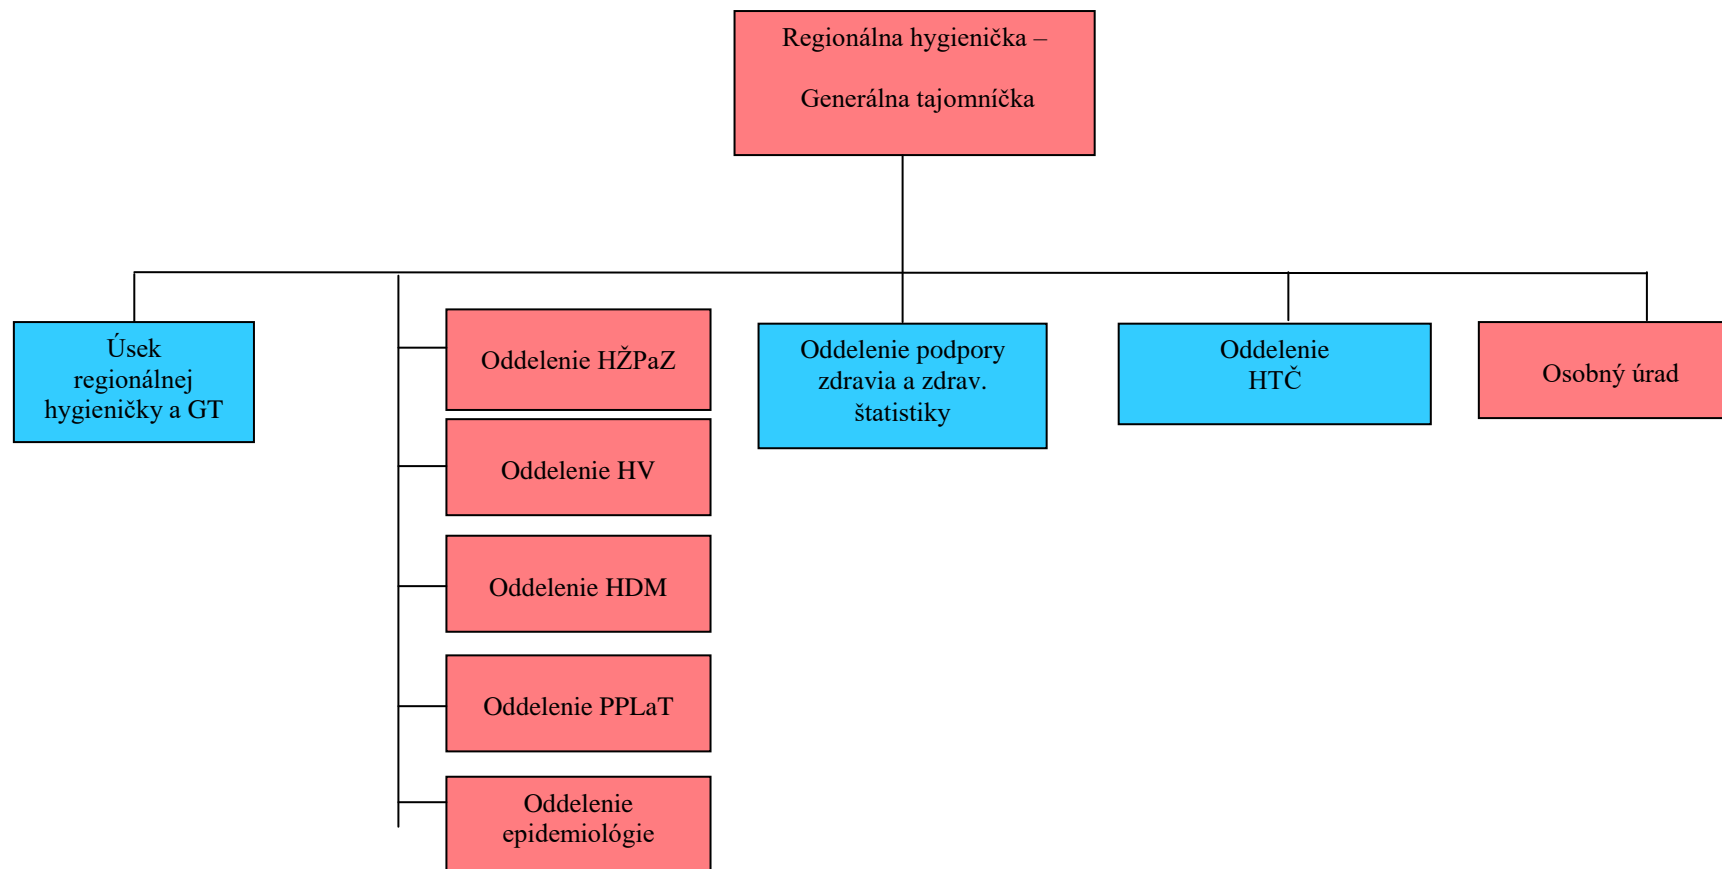 Regionálna hygienička –
Generálna tajomníčka
Úsek
regionálnej
hygieničky a GT
Oddelenie HŽPaZ
Oddelenie HV
Oddelenie HDM
Oddelenie PPLaT
Oddelenie
epidemiológie
Oddelenie podpory
zdravia a zdrav.
štatistiky
Oddelenie
HTČ
Osobný úrad